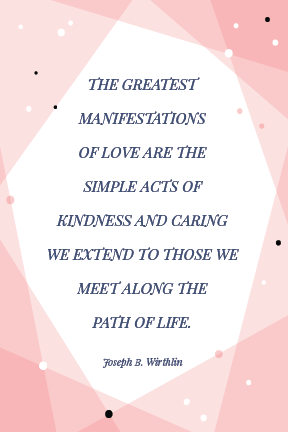 THE GREATEST
MANIFESTATIONS
OF LOVE ARE THE
SIMPLE ACTS OF
KINDNESS AND CARING
WE EXTEND TO THOSE WE
MEET ALONG THE
PATH OF LIFE.
Joseph B. Wirthlin